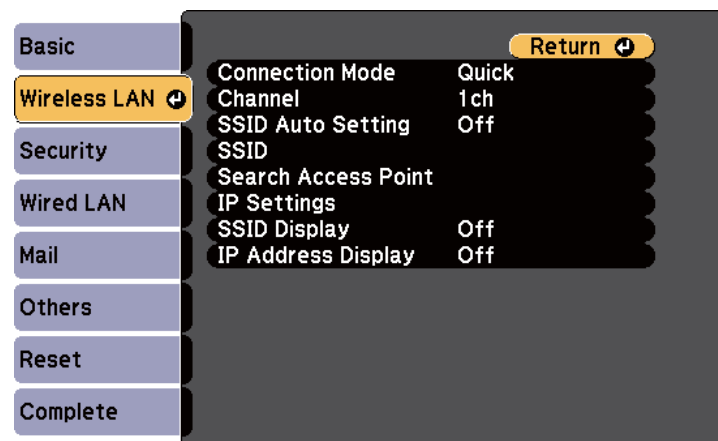 Basic
Wireless LAN
Security
Wired LAN
Mail
Others
Reset
Complete
Return
Connection Mode Quick
Channel 1ch
SSID Auto Setting Off
SSID
Search Access Point
IP Settings
SSID Display Off
IP Address Display Off